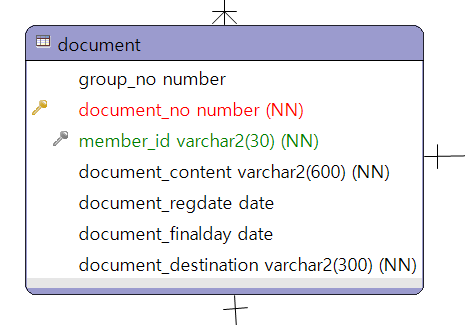 document
group_no number
document_no number (NN)
member_id varchar2(30) (NN)
document_content varchar2(600) (NN)
document_regdate date
document_finalday date
document_destination varchar2(300) (NN)